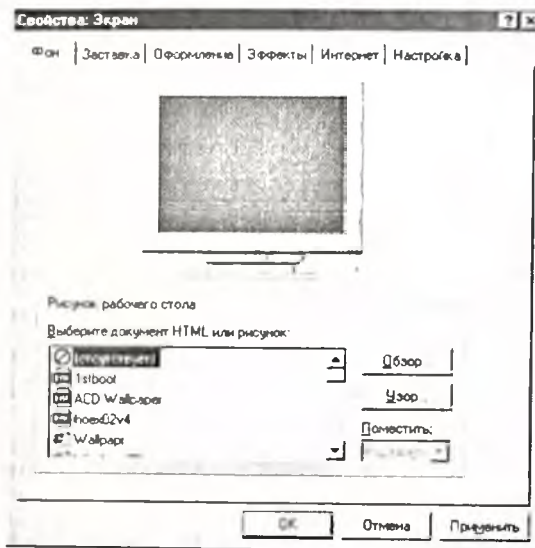 Свойства: Экран
Фон Заставка Оформление Эффекты Интернет Настройка
Рисунок рабочего стола
Выберите документ HTML или рисунок:
1stboot
ACD Wallpaper
hoex02v4
Wallpapr
Обзор...
Узор...
Поместить:
OK Отмена Применить